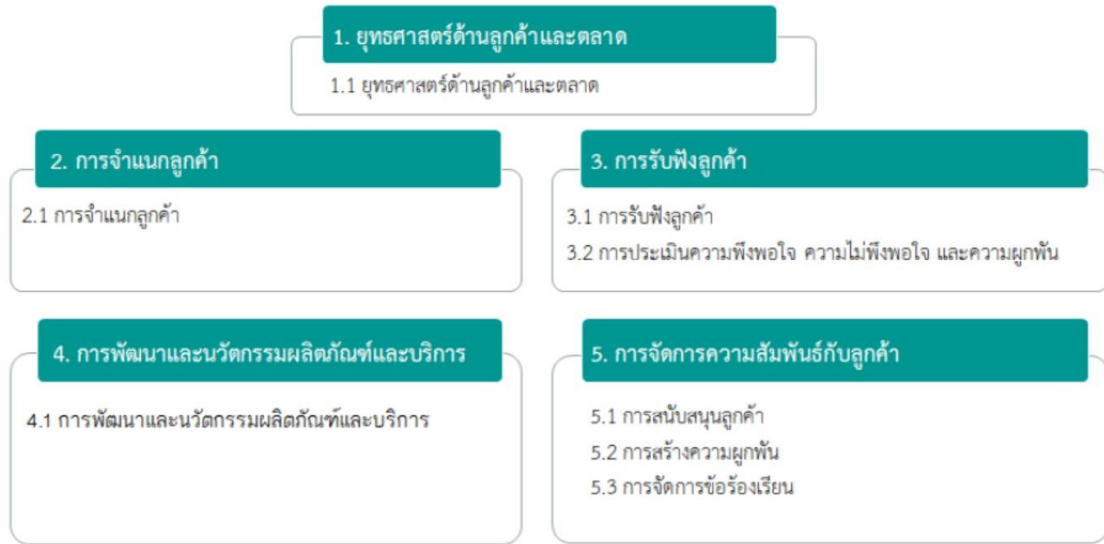 1. ยุทธศาสตร์ด้านลูกค้าและตลาด
1.1 ยุทธศาสตร์ด้านลูกค้าและตลาด
2. การจำแนกลูกค้า
2.1 การจำแนกลูกค้า
3. การรับฟังลูกค้า
3.1 การรับฟังลูกค้า
3.2 การประเมินความพึงพอใจ ความไม่พึงพอใจ และความผูกพัน
4. การพัฒนาและนวัตกรรมผลิตภัณฑ์และบริการ
4.1 การพัฒนาและนวัตกรรมผลิตภัณฑ์และบริการ
5. การจัดการความสัมพันธ์กับลูกค้า
5.1 การสนับสนุนลูกค้า
5.2 การสร้างความผูกพัน
5.3 การจัดการข้อร้องเรียน